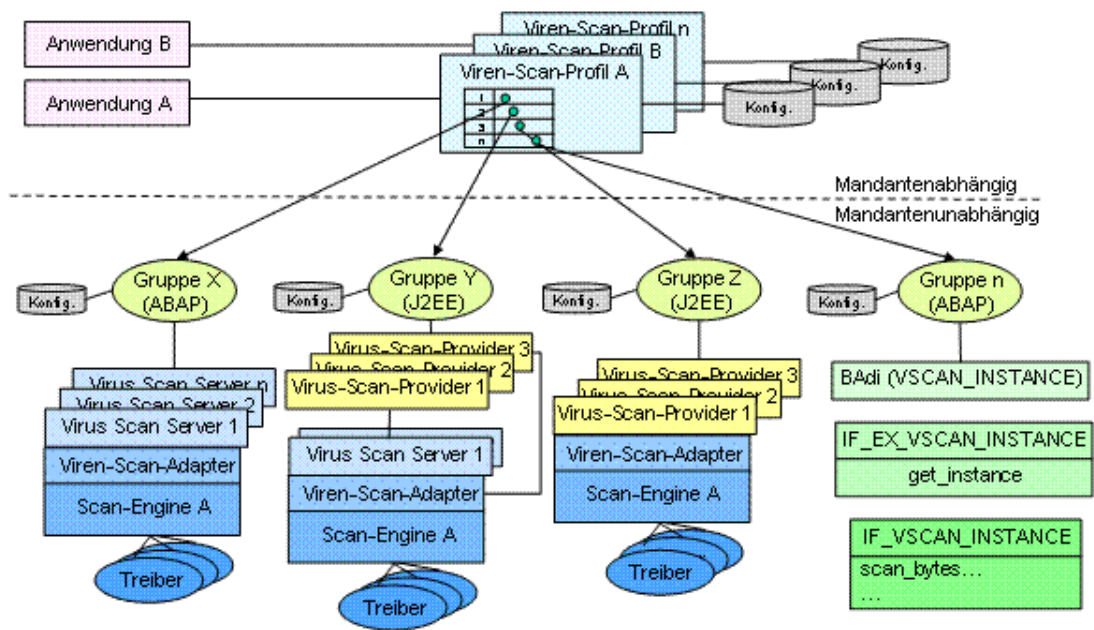 Viren-Scan-Profil n
Anwendung B
Viren-Scan-Profil B
Konfig.
Viren-Scan-Profil A
Konfig.
Anwendung A
Konfig.
1
2
3
n
Mandantenabhängig
Mandantenunabhängig
Gruppe X
(ABAP)
Konfig.
Gruppe Y
(J2EE)
Konfig.
Gruppe Z
(J2EE)
Konfig.
Gruppe n
(ABAP)
Konfig.
Virus Scan Server n
Virus Scan Server 2
Virus Scan Server 1
Viren-Scan-Adapter
Scan-Engine A
Treiber
Virus-Scan-Provider 3
Virus-Scan-Provider 2
Virus-Scan-Provider 1
Virus Scan Server 1
Viren-Scan-Adapter
Scan-Engine A
Treiber
Virus-Scan-Provider 3
Virus-Scan-Provider 2
Virus-Scan-Provider 1
Viren-Scan-Adapter
Scan-Engine A
Treiber
BAdi (VSCAN_INSTANCE)
IF_EX_VSCAN_INSTANCE
get_instance
IF_VSCAN_INSTANCE
scan_bytes...
...